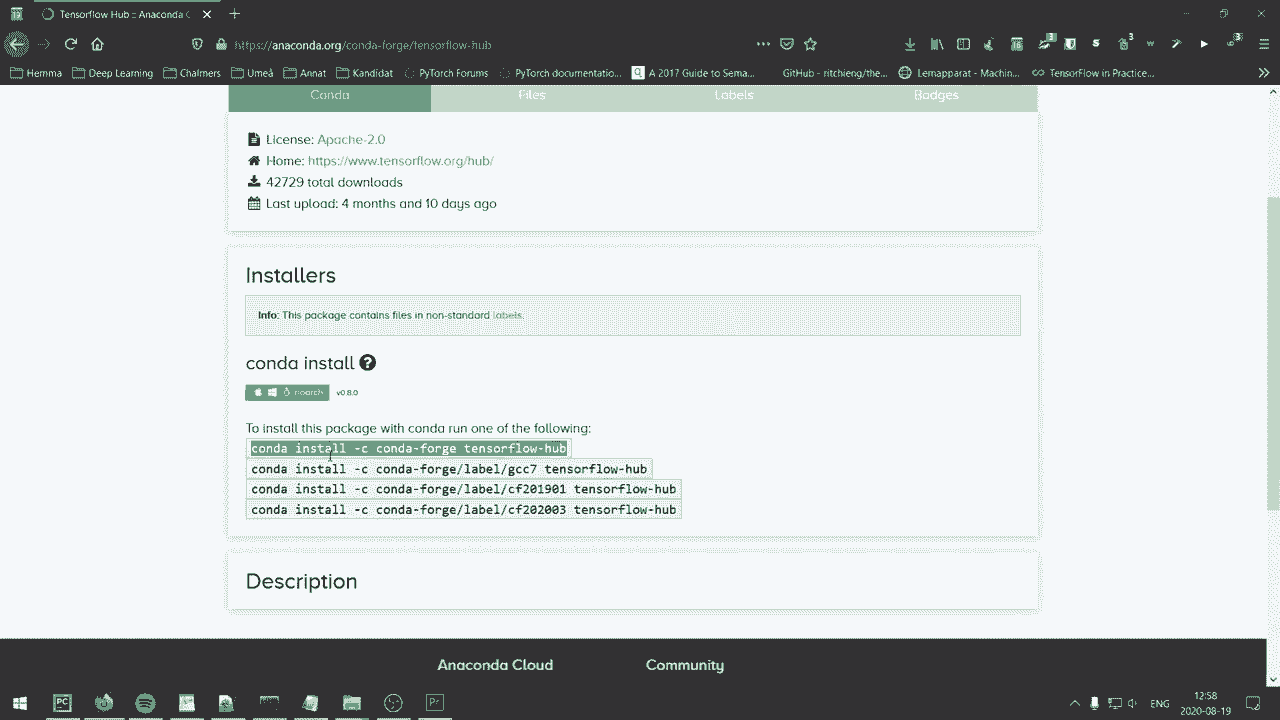 Tensorflow Hub :: Anaconda C
https://anaconda.org/conda-forge/tensorflow-hub
Hemma Deep Learning Chalmers Umeå Annat Kandidat PyTorch Forums PyTorch documentatio... A 2017 Guide to Sema... GitHub - ritchieng/the... Lemapparat - Machin... TensorFlow in Practice...
Conda Files Labels Badges
License: Apache-2.0
Home: https://www.tensorflow.org/hub/
42729 total downloads
Last upload: 4 months and 10 days ago
Installers
Info: This package contains files in non-standard labels.
conda install ?
noarch v0.8.0
To install this package with conda run one of the following:
conda install -c conda-forge tensorflow-hub
conda install -c conda-forge/label/gcc7 tensorflow-hub
conda install -c conda-forge/label/cf201901 tensorflow-hub
conda install -c conda-forge/label/cf202003 tensorflow-hub
Description
Anaconda Cloud Community
PC Pr ENG 12:58
2020-08-19